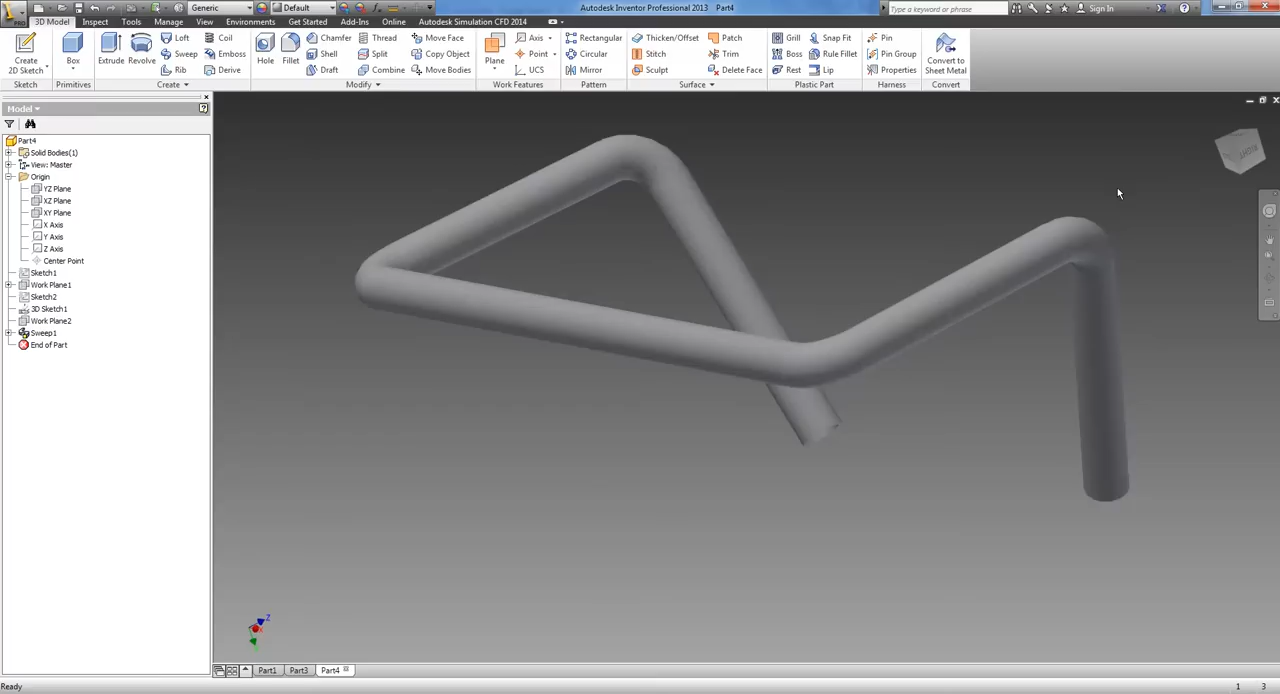 Generic Default Autodesk Inventor Professional 2013 Part4 Type a keyword or phrase Sign In
PRO 3D Model Inspect Tools Manage View Environments Get Started Add-Ins Online Autodesk Simulation CFD 2014
Create 2D Sketch
Sketch
Box
Primitives
Extrude Revolve
Loft Coil
Sweep Emboss
Rib Derive
Create
Hole Fillet
Chamfer Thread Move Face
Shell Split Copy Object
Draft Combine Move Bodies
Modify
Plane
Axis
Point
UCS
Work Features
Rectangular
Circular
Mirror
Pattern
Thicken/Offset Patch
Stitch Trim
Sculpt Delete Face
Surface
Grill Snap Fit
Boss Rule Fillet
Rest Lip
Plastic Part
Pin
Pin Group
Properties
Harness
Convert to Sheet Metal
Convert
Model
Part4
Solid Bodies(1)
View: Master
Origin
YZ Plane
XZ Plane
XY Plane
X Axis
Y Axis
Z Axis
Center Point
Sketch1
Work Plane1
Sketch2
3D Sketch1
Work Plane2
Sweep1
End of Part
RIGHT
Z
Part1 Part3 Part4
Ready 1 3